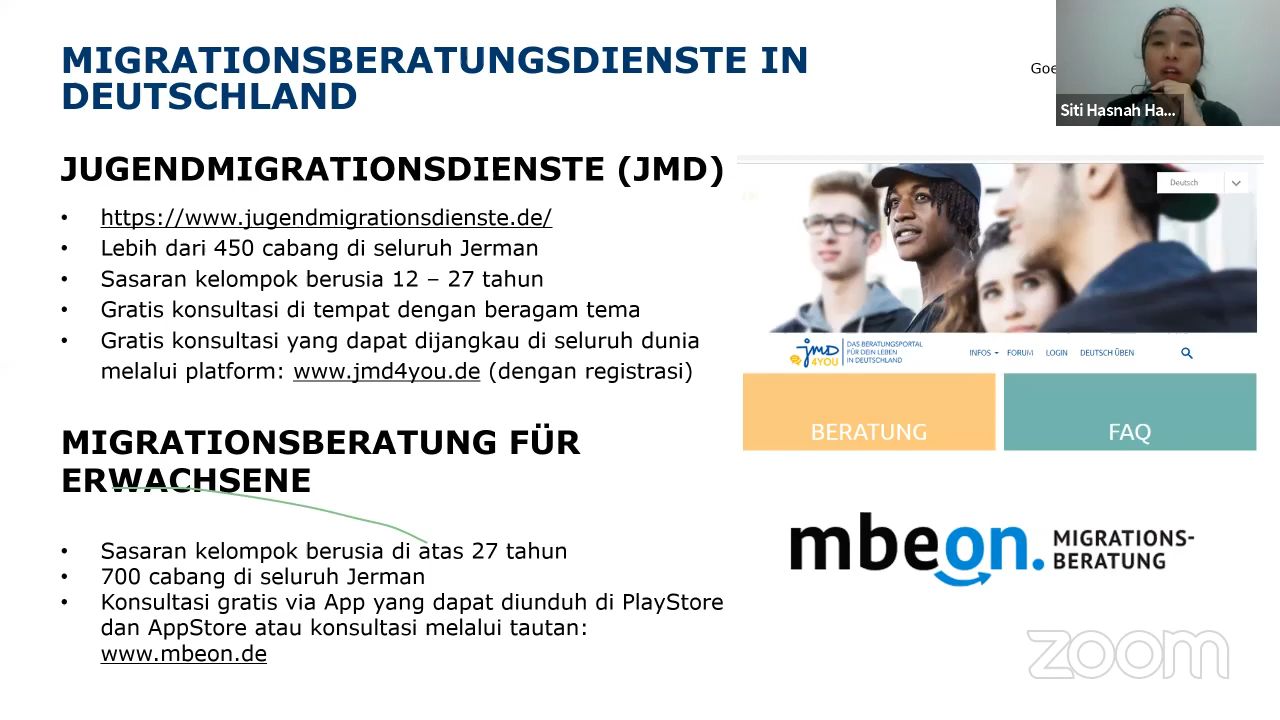 MIGRATIONSBERATUNGSDIENSTE IN
DEUTSCHLAND
Siti Hasnah Ha...
JUGENDMIGRATIONSDIENSTE (JMD)
• https://www.jugendmigrationsdienste.de/
• Lebih dari 450 cabang di seluruh Jerman
• Sasaran kelompok berusia 12 – 27 tahun
• Gratis konsultasi di tempat dengan beragam tema
• Gratis konsultasi yang dapat dijangkau di seluruh dunia
melalui platform: www.jmd4you.de (dengan registrasi)
Deutsch
jmd
4YOU
DAS BERATUNGSPORTAL
FÜR DEIN LEBEN
IN DEUTSCHLAND
INFOS FORUM LOGIN DEUTSCH ÜBEN
BERATUNG
FAQ
MIGRATIONSBERATUNG FÜR
ERWACHSENE
• Sasaran kelompok berusia di atas 27 tahun
• 700 cabang di seluruh Jerman
• Konsultasi gratis via App yang dapat diunduh di PlayStore
dan AppStore atau konsultasi melalui tautan:
www.mbeon.de
mbeon.
MIGRATIONS-
BERATUNG
zoom